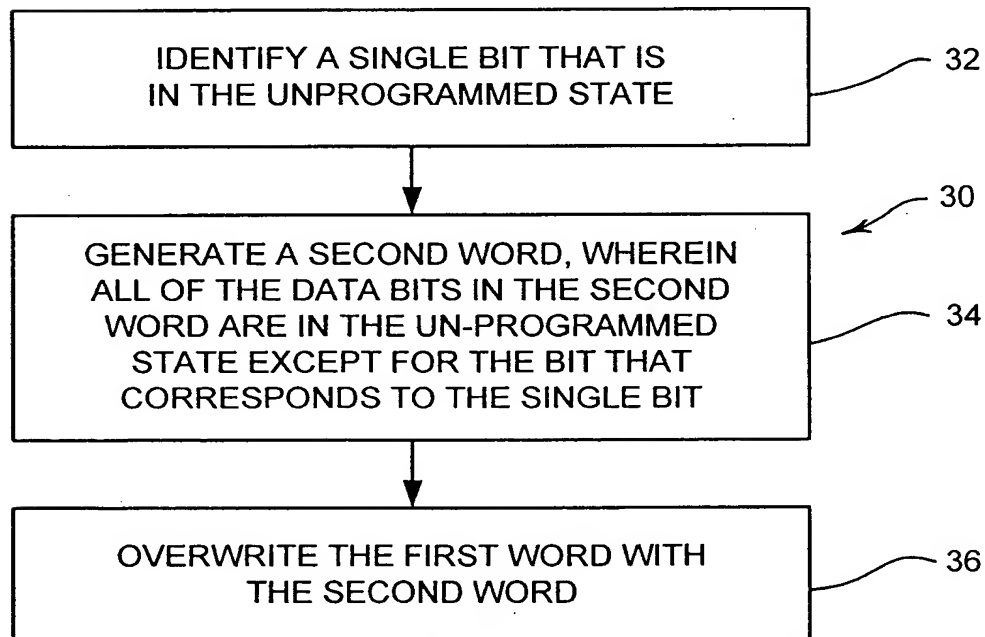 IDENTIFY A SINGLE BIT THAT IS
IN THE UNPROGRAMMED STATE
32
30
GENERATE A SECOND WORD, WHEREIN
ALL OF THE DATA BITS IN THE SECOND
WORD ARE IN THE UN-PROGRAMMED
STATE EXCEPT FOR THE BIT THAT
CORRESPONDS TO THE SINGLE BIT
34
OVERWRITE THE FIRST WORD WITH
THE SECOND WORD
36